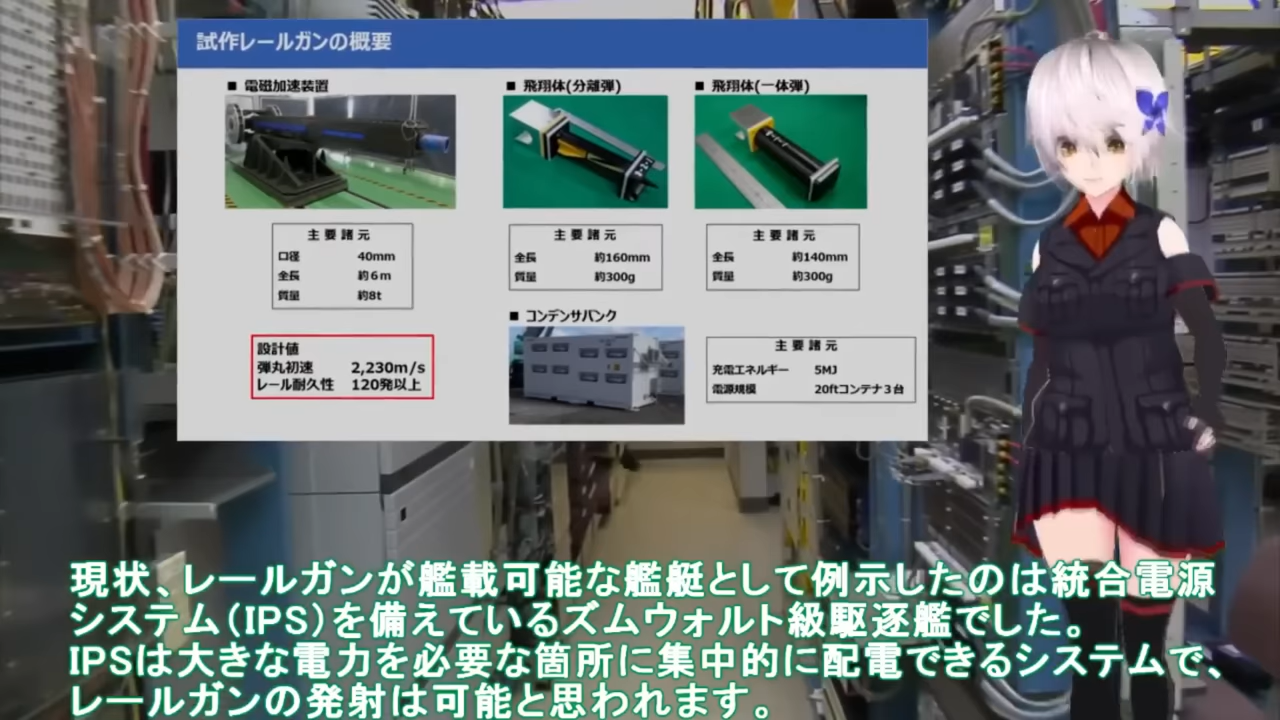 試作レールガンの概要
■ 電磁加速装置
主要諸元
口径 40mm
全長 約6m
質量 約8t
設計値
弾丸初速 2,230m/s
レール耐久性 120発以上
■ 飛翔体(分離弾)
主要諸元
全長 約160mm
質量 約300g
■ 飛翔体(一体弾)
主要諸元
全長 約140mm
質量 約300g
■ コンデンサバンク
主要諸元
充電エネルギー 5MJ
電源規模 20ftコンテナ3台
現状、レールガンが艦載可能な艦艇として例示したのは統合電源
システム(IPS)を備えているズムウォルト級駆逐艦でした。
IPSは大きな電力を必要な箇所に集中的に配電できるシステムで、
レールガンの発射は可能と思われます。